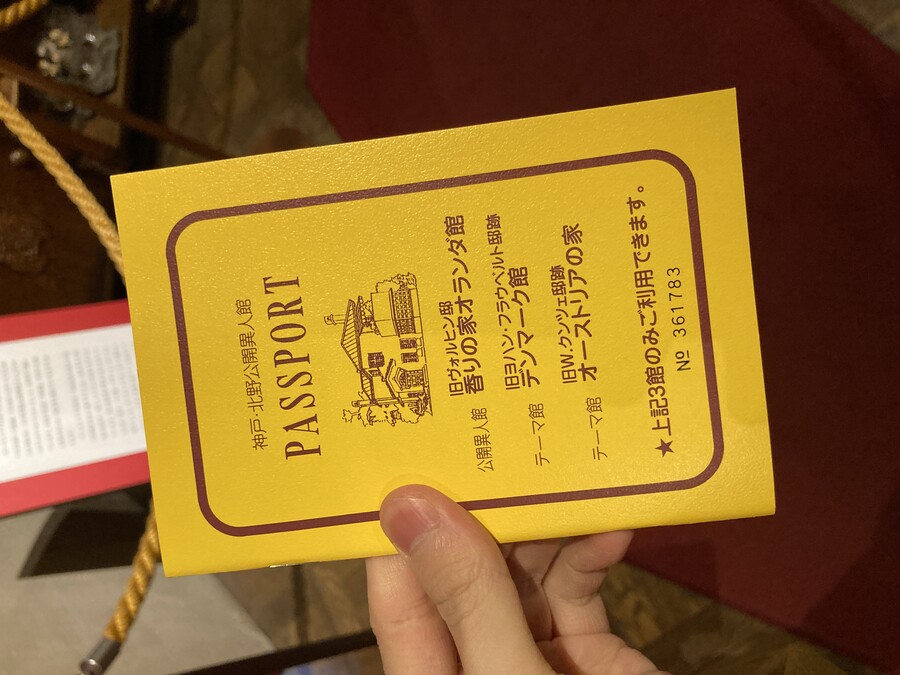 神戸・北野公開異人館
PASSPORT
旧ヴォルヒン邸
公開異人館 香りの家オランダ館
旧ヨハン・フラウベルト邸跡
テーマ館 デンマーク館
旧W.クンツェ邸跡
テーマ館 オーストリアの家
★上記3館のみご利用できます。
№ 361783